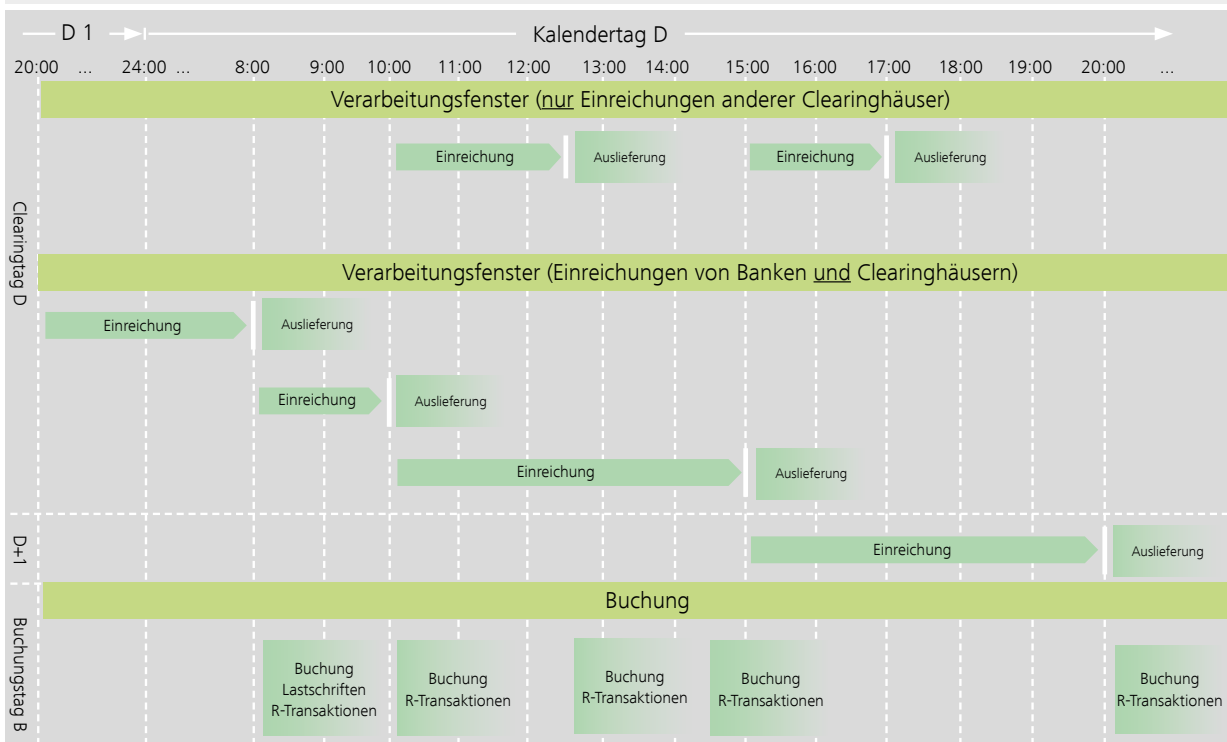 D 1
Kalendertag D
20:00 ... 24:00 ... 8:00 9:00 10:00 11:00 12:00 13:00 14:00 15:00 16:00 17:00 18:00 19:00 20:00 ...
Verarbeitungsfenster (nur Einreichungen anderer Clearinghäuser)
Einreichung
Auslieferung
Einreichung
Auslieferung
Clearingtag D
Verarbeitungsfenster (Einreichungen von Banken und Clearinghäusern)
Einreichung
Auslieferung
Einreichung
Auslieferung
Einreichung
Auslieferung
D+1
Einreichung
Auslieferung
Buchung
Buchungstag B
Buchung
Lastschriften
R-Transaktionen
Buchung
R-Transaktionen
Buchung
R-Transaktionen
Buchung
R-Transaktionen
Buchung
R-Transaktionen